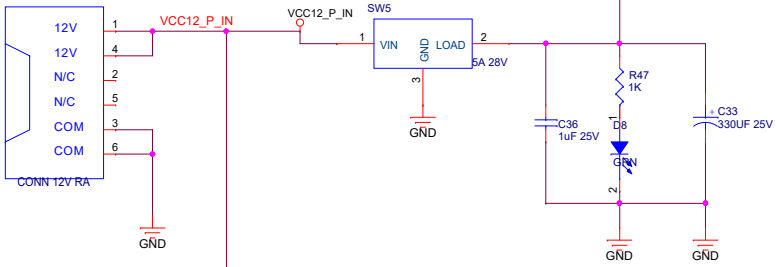 12V 1
12V 4
N/C 2
N/C 5
COM 3
COM 6
CONN 12V RA
VCC12_P_IN
VCC12_P_IN
GND
SW5
1 VIN GND LOAD 2
3
5A 28V
GND
C36
1uF 25V
R47
1K
1
D8
GRN
2
GND
+ C33
330UF 25V
GND